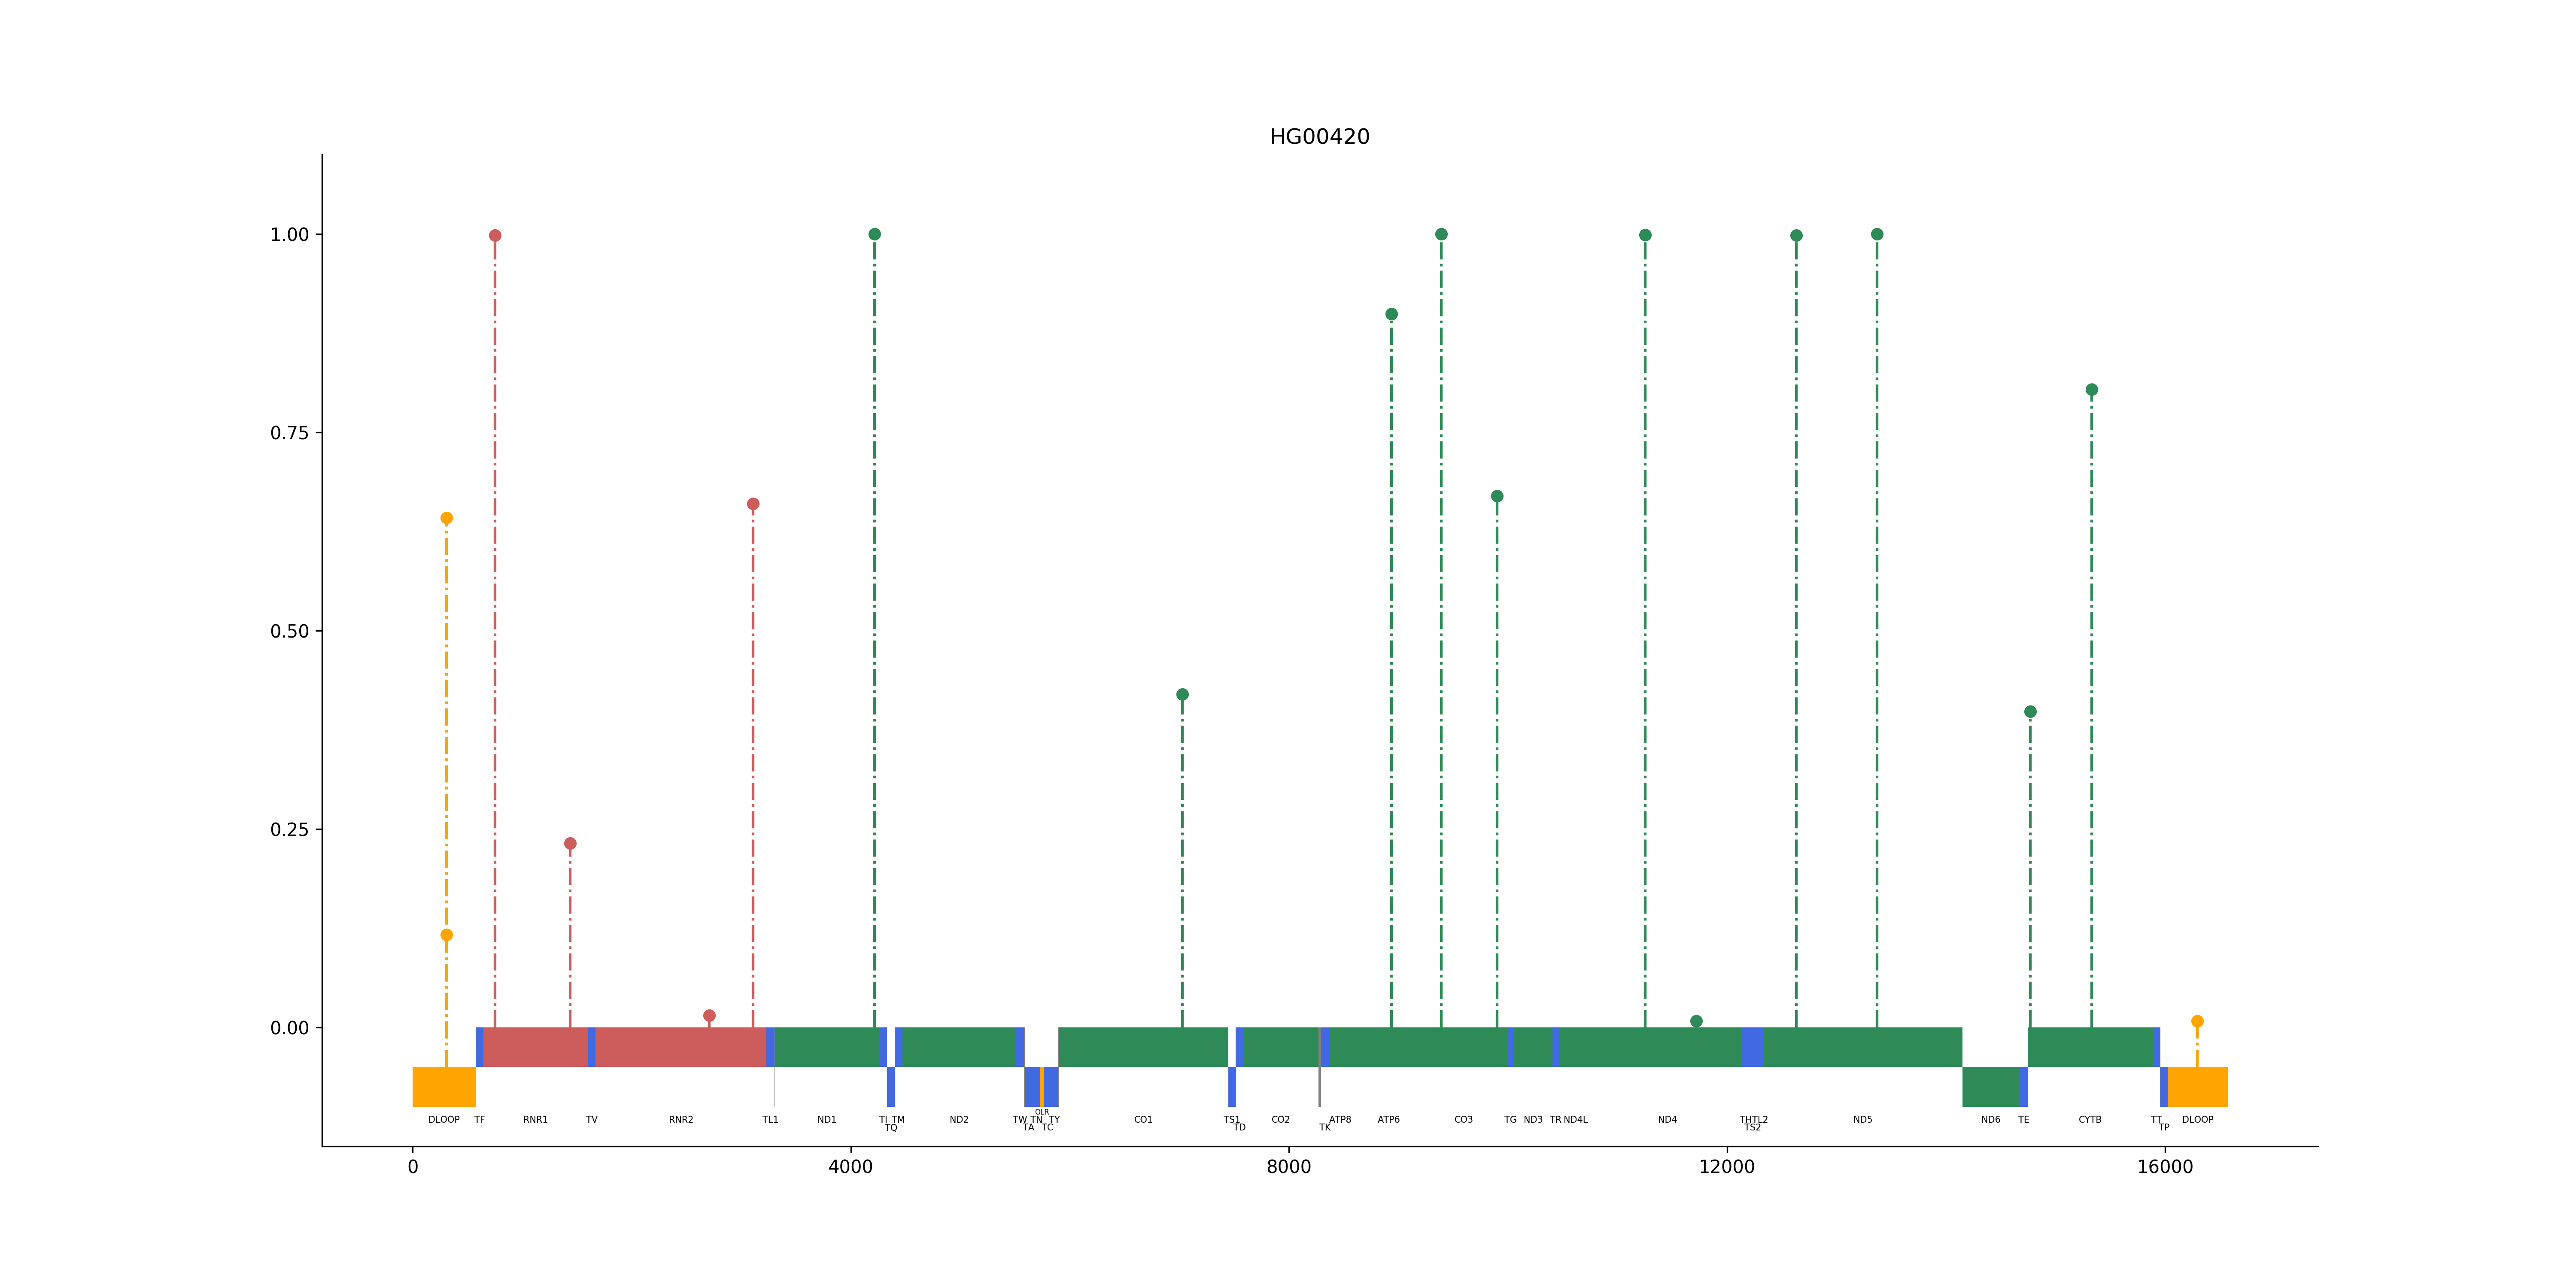 HG00420
1.00
0.75
0.50
0.25
0.00
OLR
DLOOP TF RNR1 TV RNR2 TL1 ND1 TI TM ND2 TW TN TY CO1 TS1 CO2 ATP8 ATP6 CO3 TG ND3 TR ND4L ND4 TH TL2 ND5 ND6 TE CYTB TT DLOOP
TQ TA TC TD TK TS2 TP
0 4000 8000 12000 16000